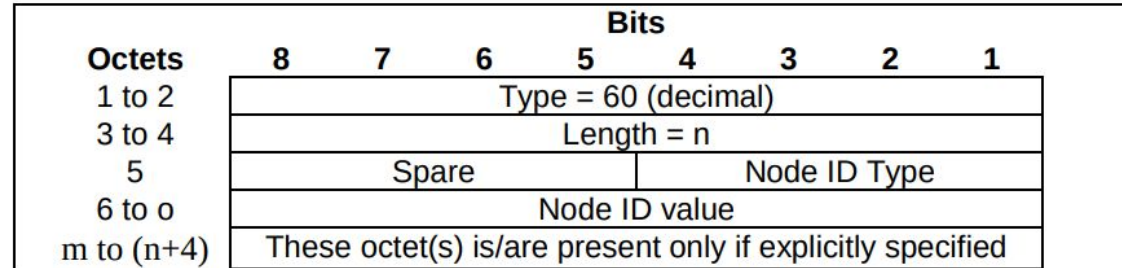 Bits
Octets 8 7 6 5 4 3 2 1
1 to 2 Type = 60 (decimal)
3 to 4 Length = n
5 Spare Node ID Type
6 to o Node ID value
m to (n+4) These octet(s) is/are present only if explicitly specified